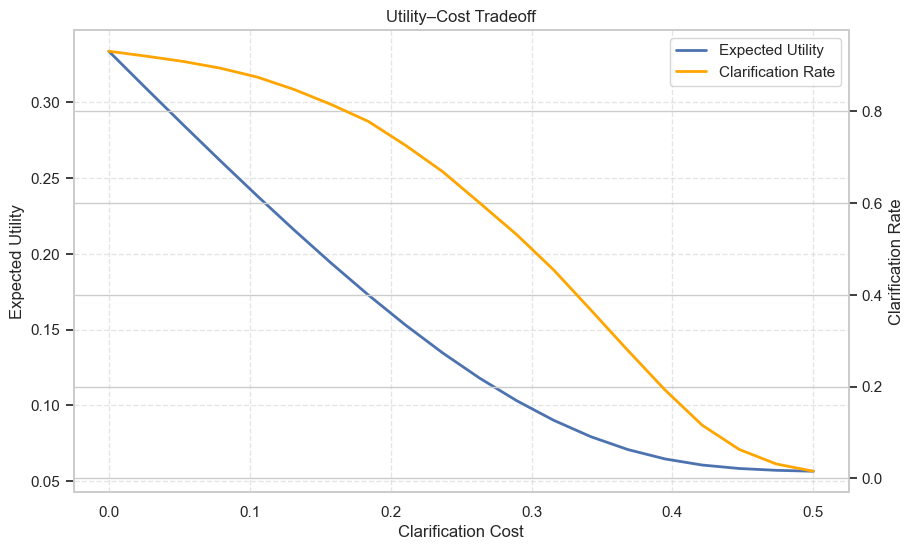 Utility–Cost Tradeoff
Expected Utility
Clarification Rate
0.30
0.25
0.20
0.15
0.10
0.05
Expected Utility
0.8
0.6
0.4
0.2
0.0
Clarification Rate
0.0 0.1 0.2 0.3 0.4 0.5
Clarification Cost